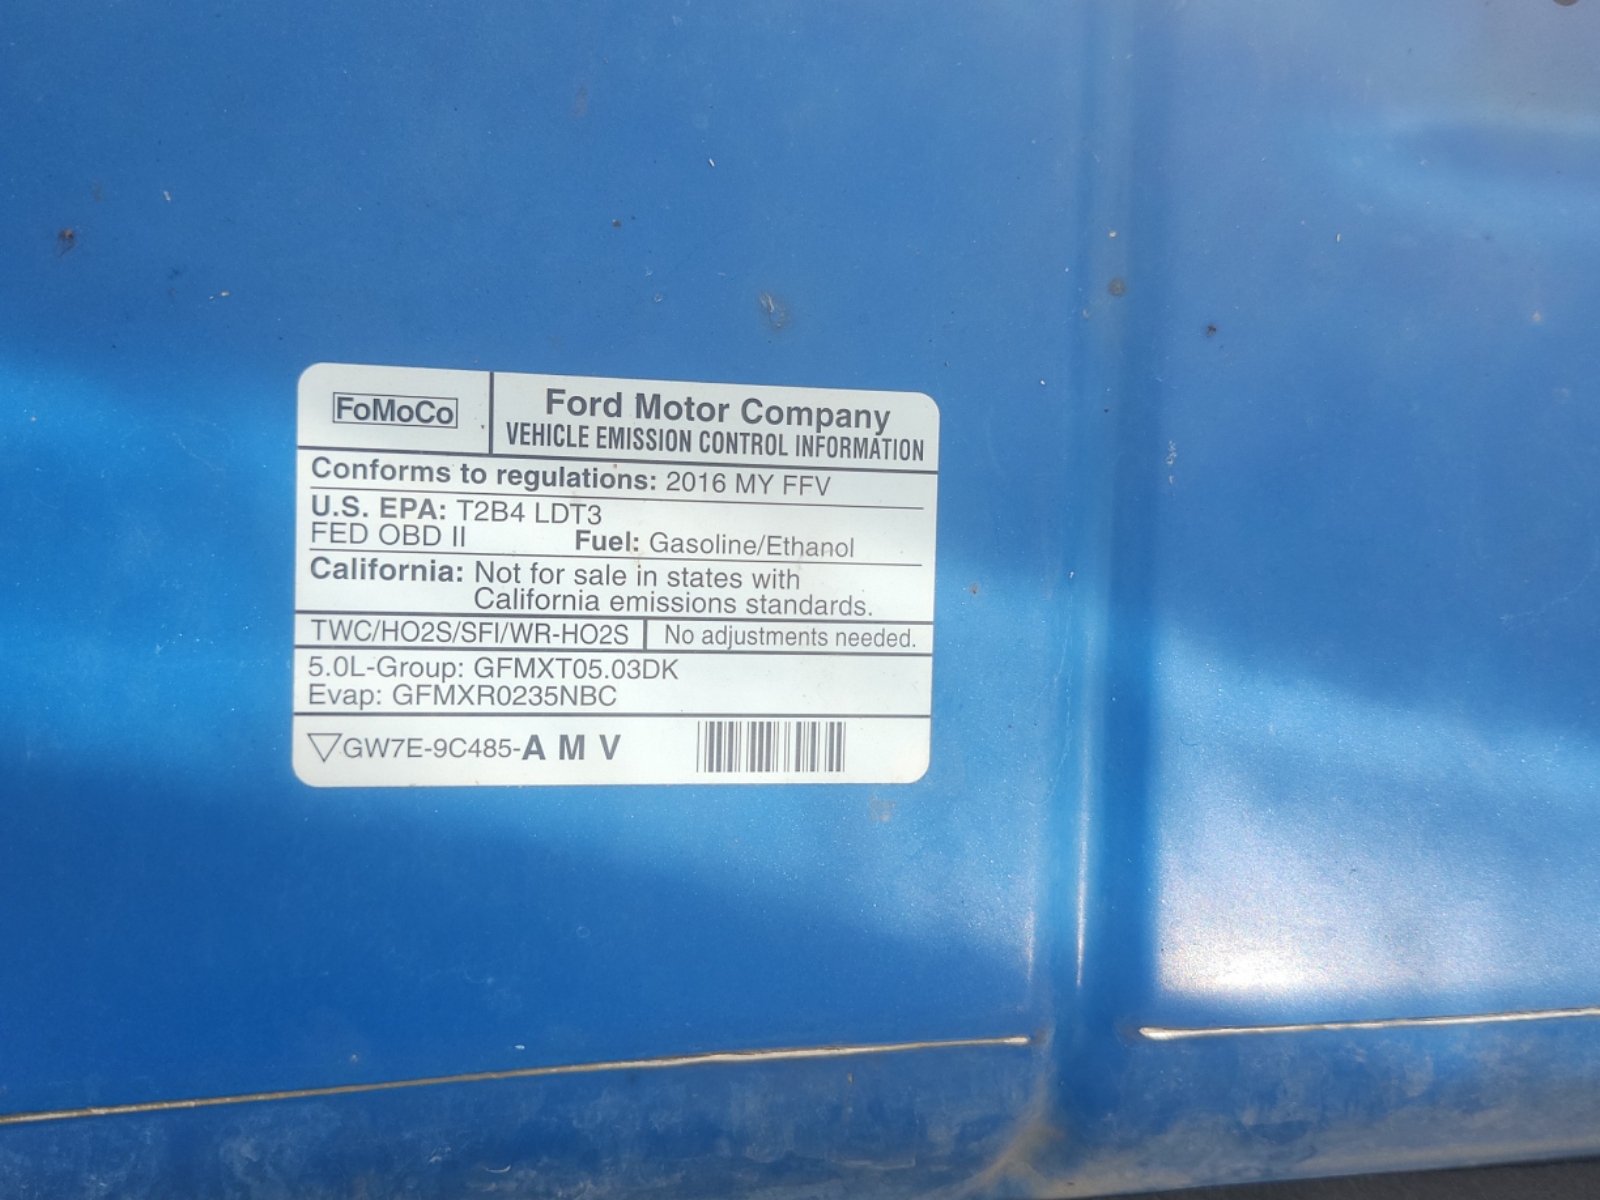 FoMoCo
Ford Motor Company
VEHICLE EMISSION CONTROL INFORMATION
Conforms to regulations: 2016 MY FFV
U.S. EPA: T2B4 LDT3
FED OBD II Fuel: Gasoline/Ethanol
California: Not for sale in states with
California emissions standards.
TWC/HO2S/SFI/WR-HO2S No adjustments needed.
5.0L-Group: GFMXT05.03DK
Evap: GFMXR0235NBC
▽GW7E-9C485-A M V